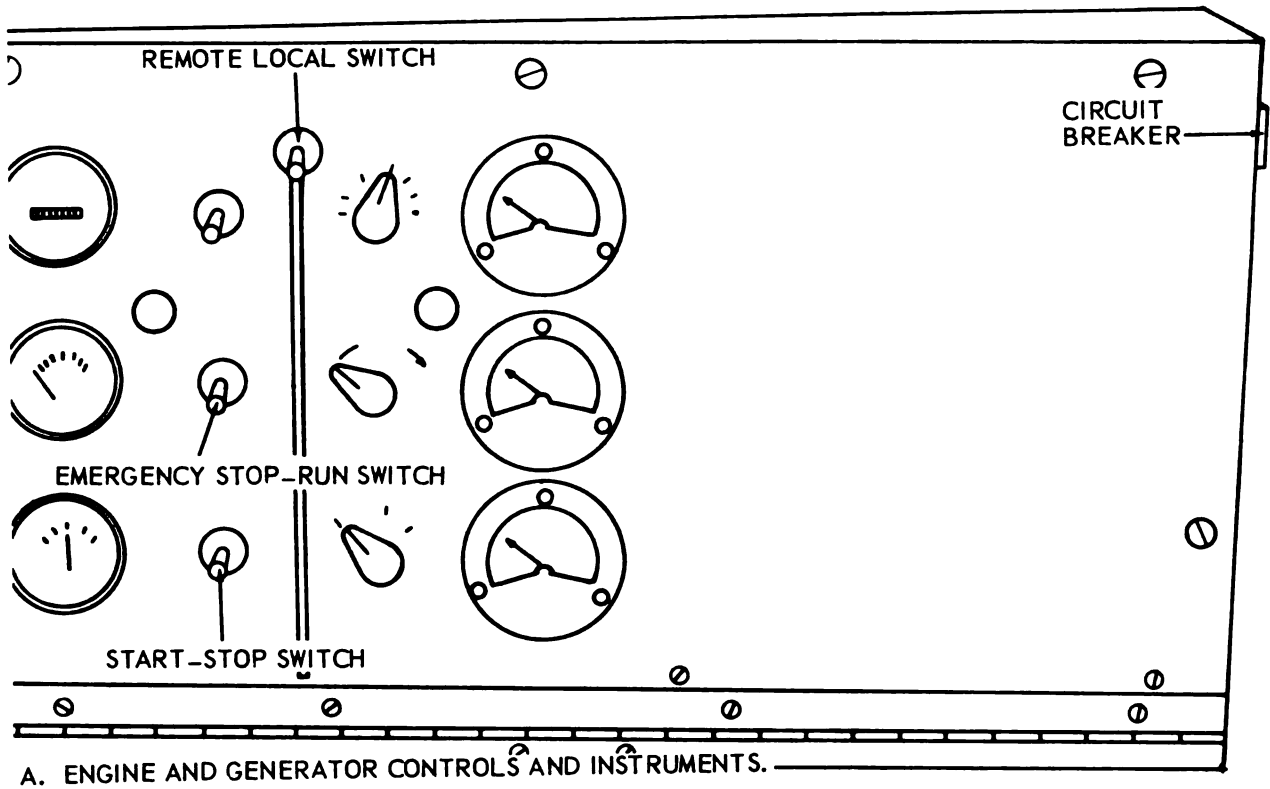 REMOTE LOCAL SWITCH
CIRCUIT
BREAKER
EMERGENCY STOP–RUN SWITCH
START–STOP SWITCH
A. ENGINE AND GENERATOR CONTROLS AND INSTRUMENTS.